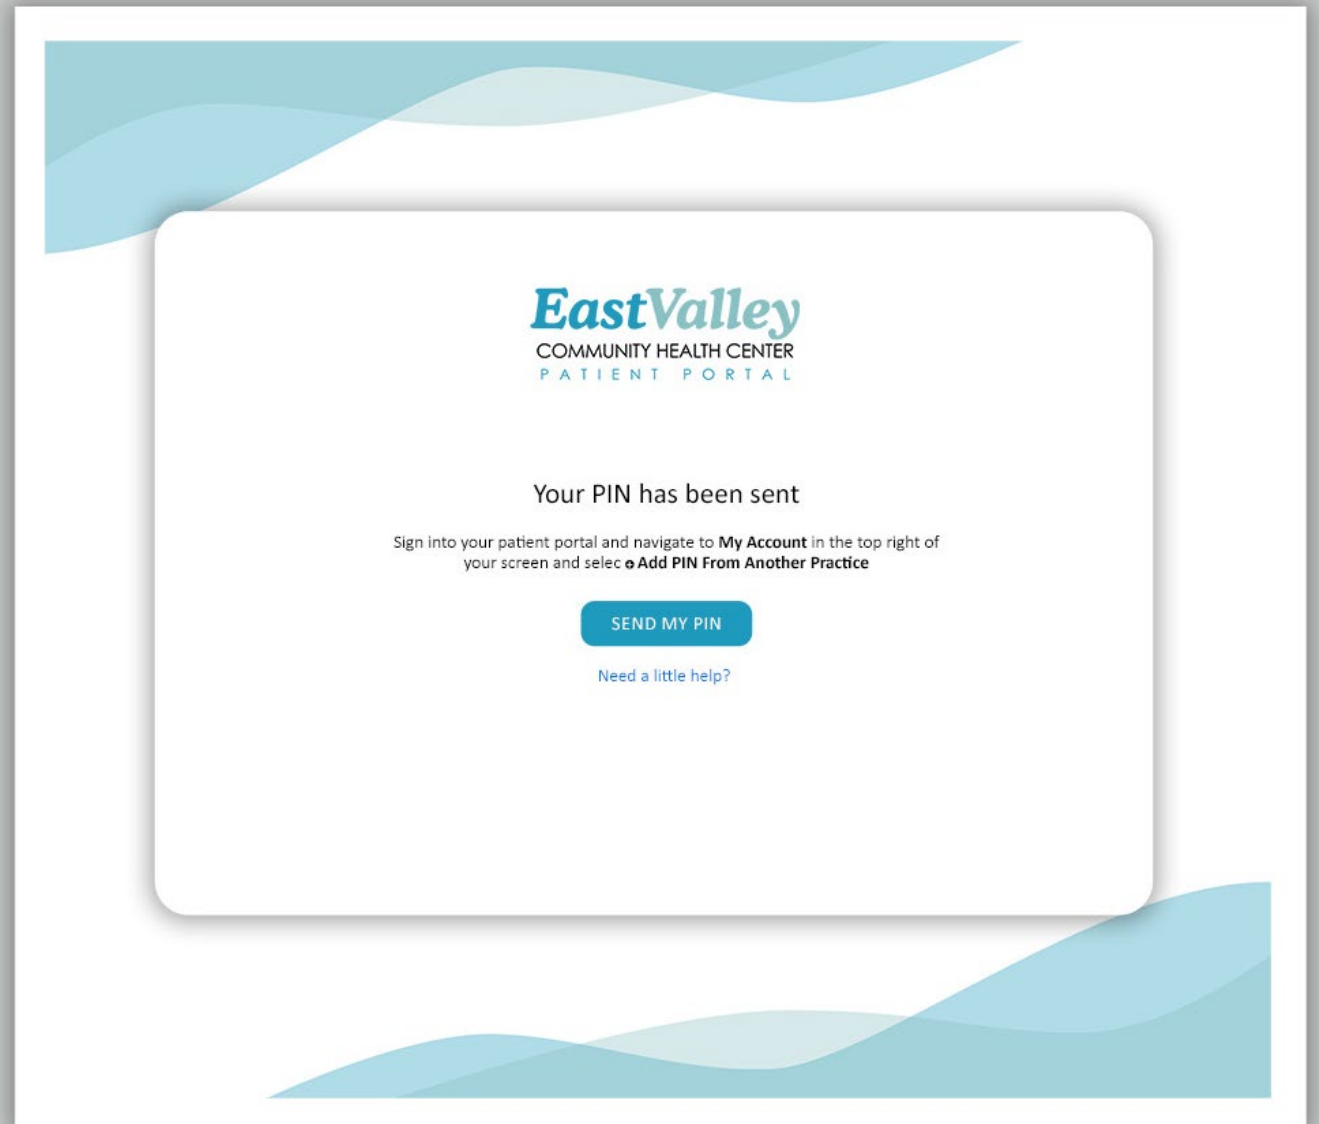 EastValley
COMMUNITY HEALTH CENTER
PATIENT PORTAL
Your PIN has been sent
Sign into your patient portal and navigate to My Account in the top right of
your screen and selec Add PIN From Another Practice
SEND MY PIN
Need a little help?